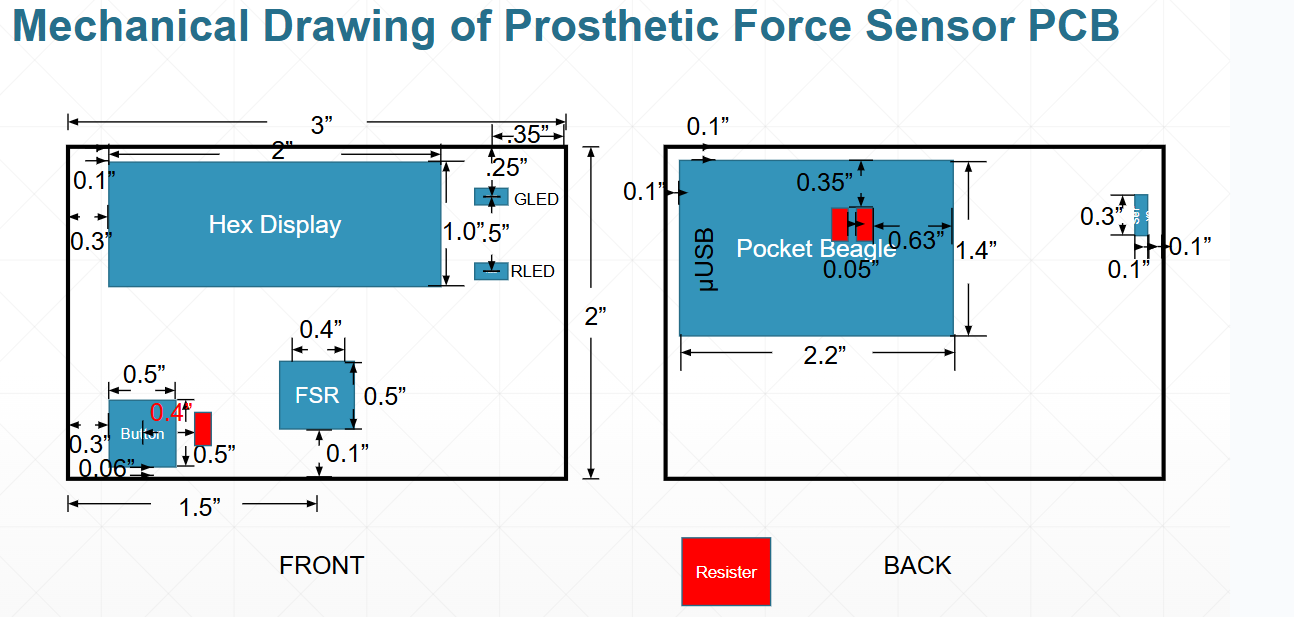 Mechanical Drawing of Prosthetic Force Sensor PCB
3”
.35”
2”
0.1”
.25”
GLED
Hex Display
0.3”
1.0”
.5”
RLED
2”
0.4”
0.5”
FSR
0.5”
0.4”
Button
0.3”
0.5”
0.1”
0.06”
1.5”
FRONT
0.1”
0.1”
0.35”
0.3”
Ser
0.63”
Pocket Beagle
µUSB
1.4”
0.1”
0.05”
0.1”
2.2”
Resister
BACK